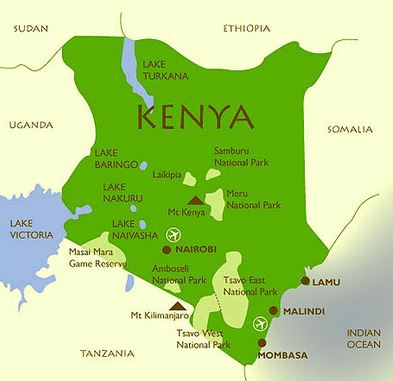 SUDAN
ETHIOPIA
LAKE
TURKANA
KENYA
UGANDA
SOMALIA
LAKE
BARINGO
Samburu
National Park
Laikipia
LAKE
NAKURU
Meru
National Park
Mt Kenya
LAKE
VICTORIA
LAKE
NAIVASHA
NAIROBI
Masai Mara
Game Reserve
Amboseli
National Park
Tsavo East
National Park
LAMU
Mt Kilimanjaro
MALINDI
Tsavo West
National Park
INDIAN
OCEAN
TANZANIA
MOMBASA